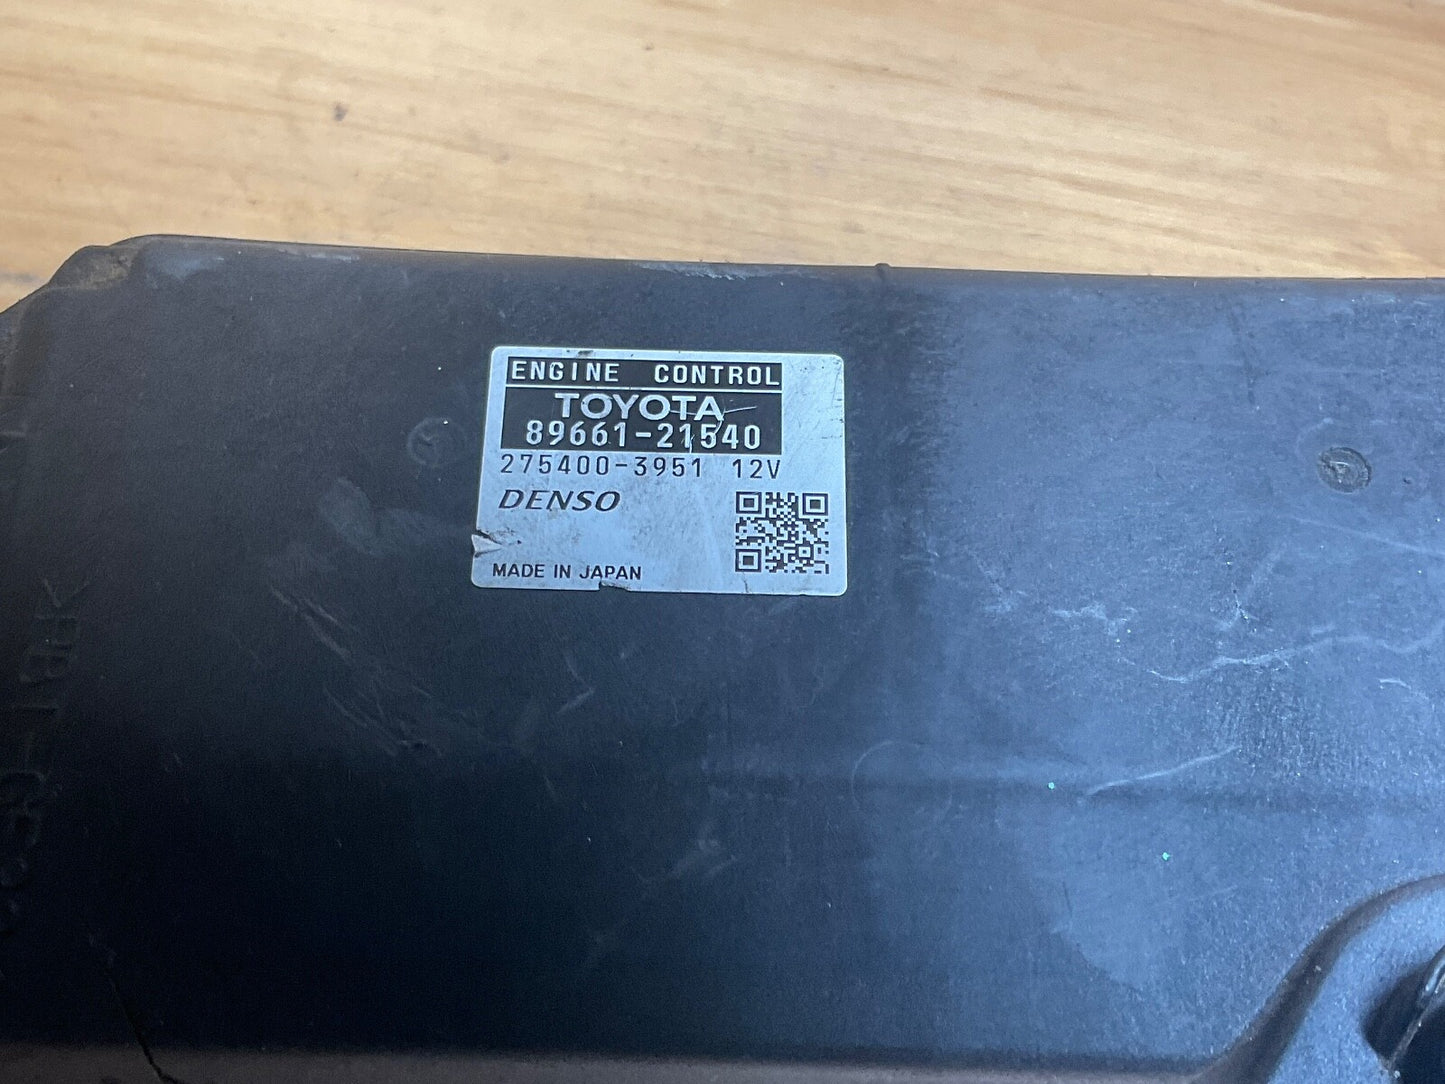 ENGINE CONTROL
TOYOTA
89661-21540
275400-3951 12V
DENSO
MADE IN JAPAN